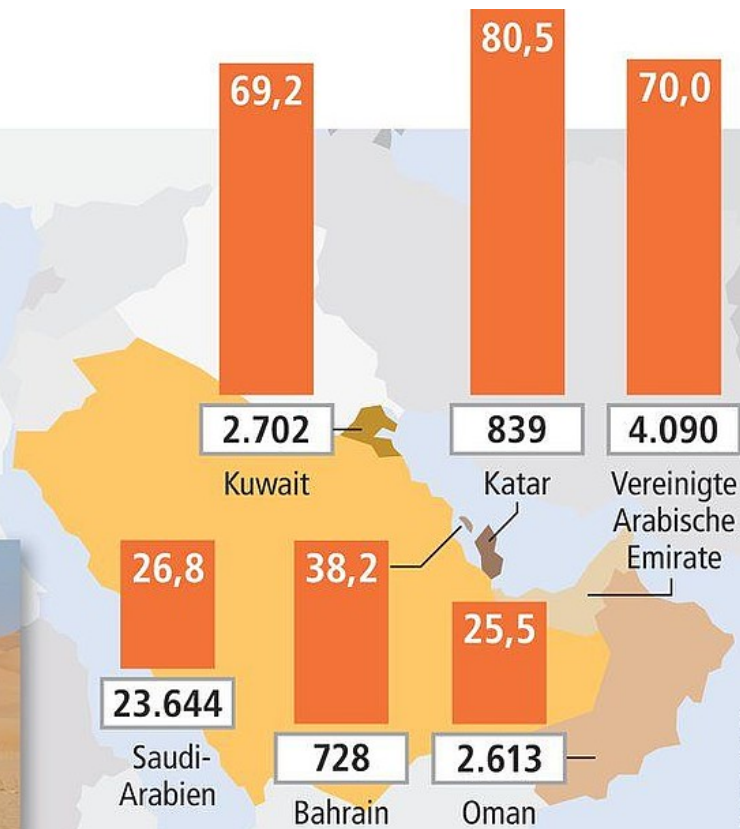 69,2
80,5
70,0
2.702
839
4.090
Kuwait
Katar
Vereinigte
Arabische
Emirate
26,8
38,2
25,5
23.644
728
2.613
Saudi-
Arabien
Bahrain
Oman